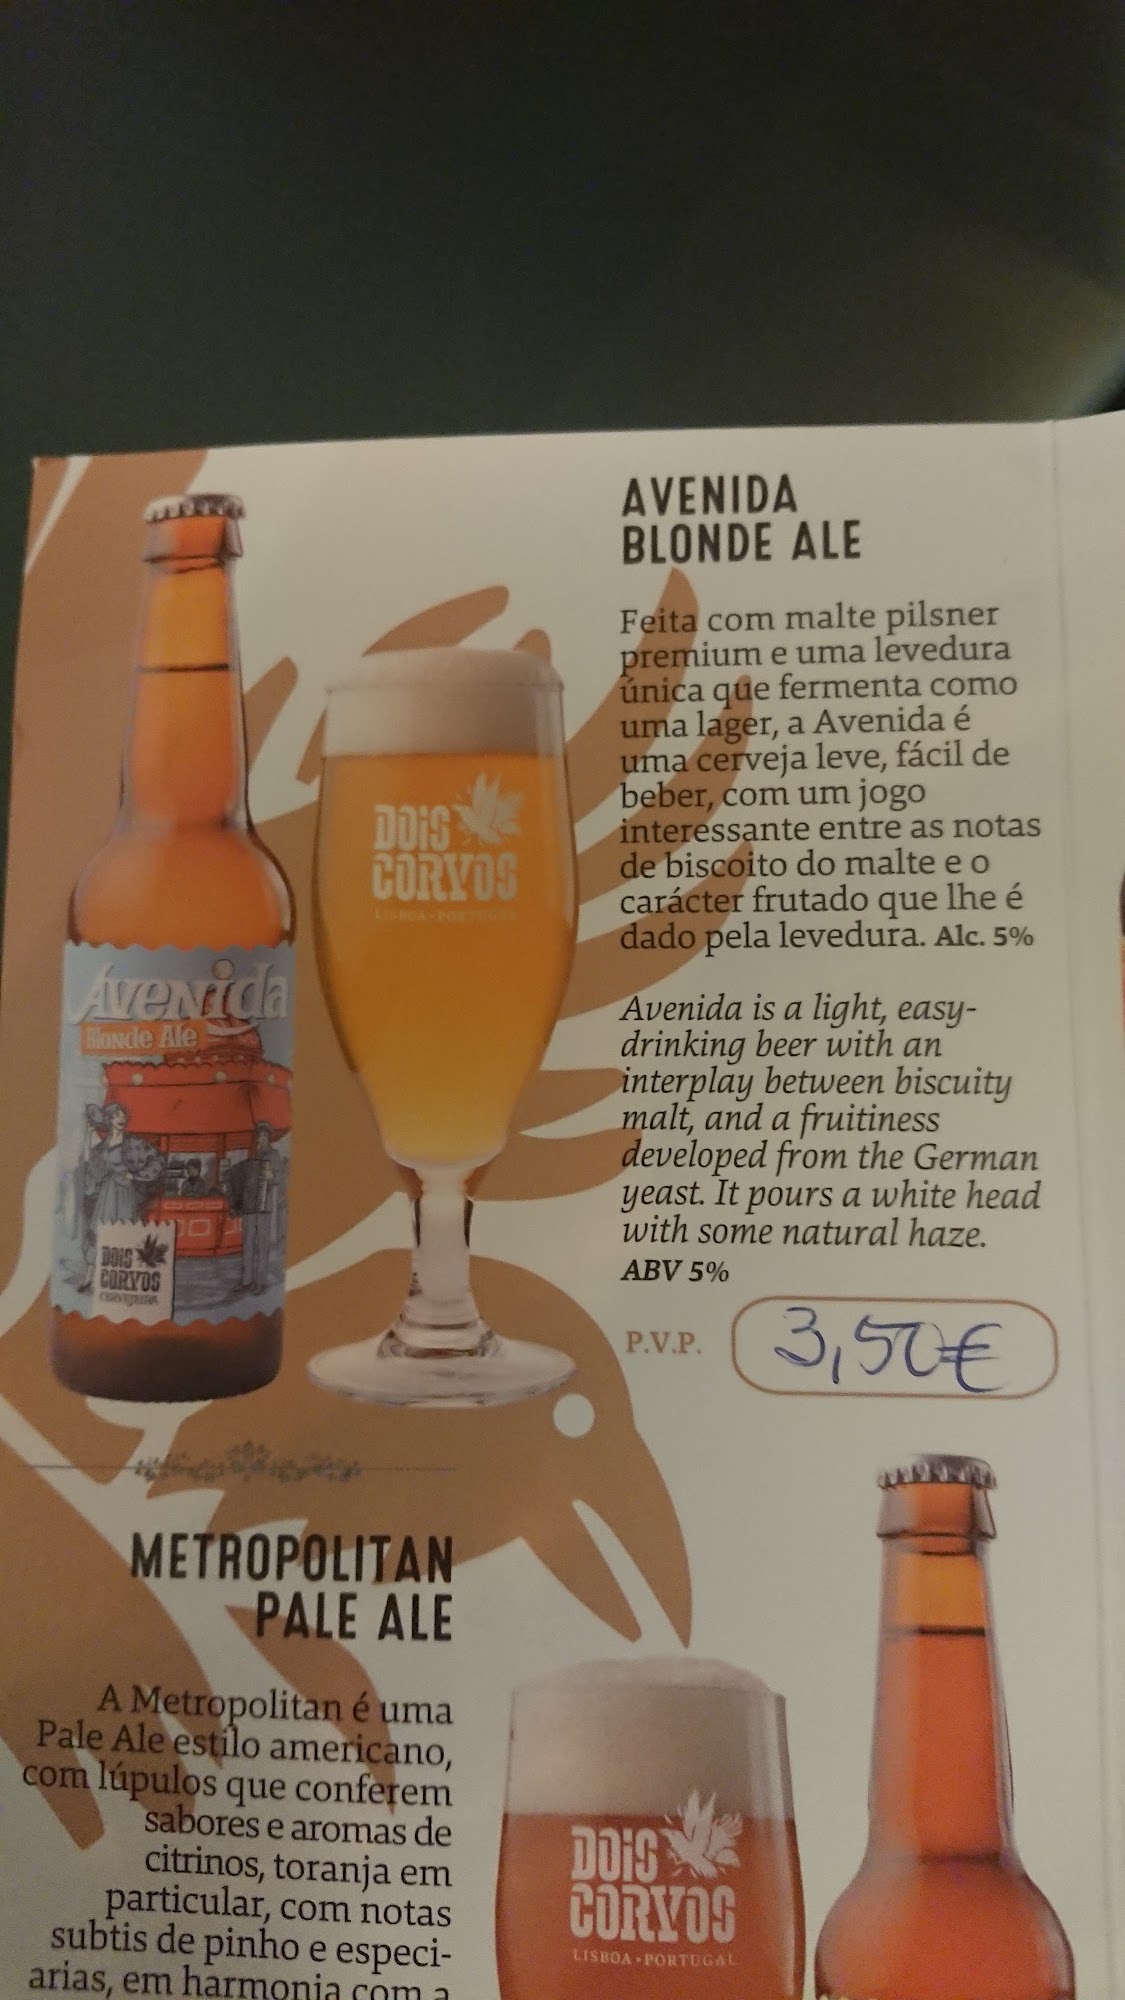 AVENIDA
BLONDE ALE
Feita com malte pilsner
premium e uma levedura
única que fermenta como
uma lager, a Avenida é
uma cerveja leve, fácil de
beber, com um jogo
interessante entre as notas
de biscoito do malte e o
carácter frutado que lhe é
dado pela levedura. Alc. 5%
Avenida is a light, easy-
drinking beer with an
interplay between biscuity
malt, and a fruitiness
developed from the German
yeast. It pours a white head
with some natural haze.
ABV 5%
P.V.P. 3,50€
DOIS
CORVOS
LISBOA • PORTUGAL
Avenida
Blonde Ale
DOIS
CORVOS
CERVEJEIRA
METROPOLITAN
PALE ALE
A Metropolitan é uma
Pale Ale estilo americano,
com lúpulos que conferem
sabores e aromas de
citrinos, toranja em
particular, com notas
subtis de pinho e especi-
arias, em harmonia com a
DOIS
CORVOS
LISBOA • PORTUGAL